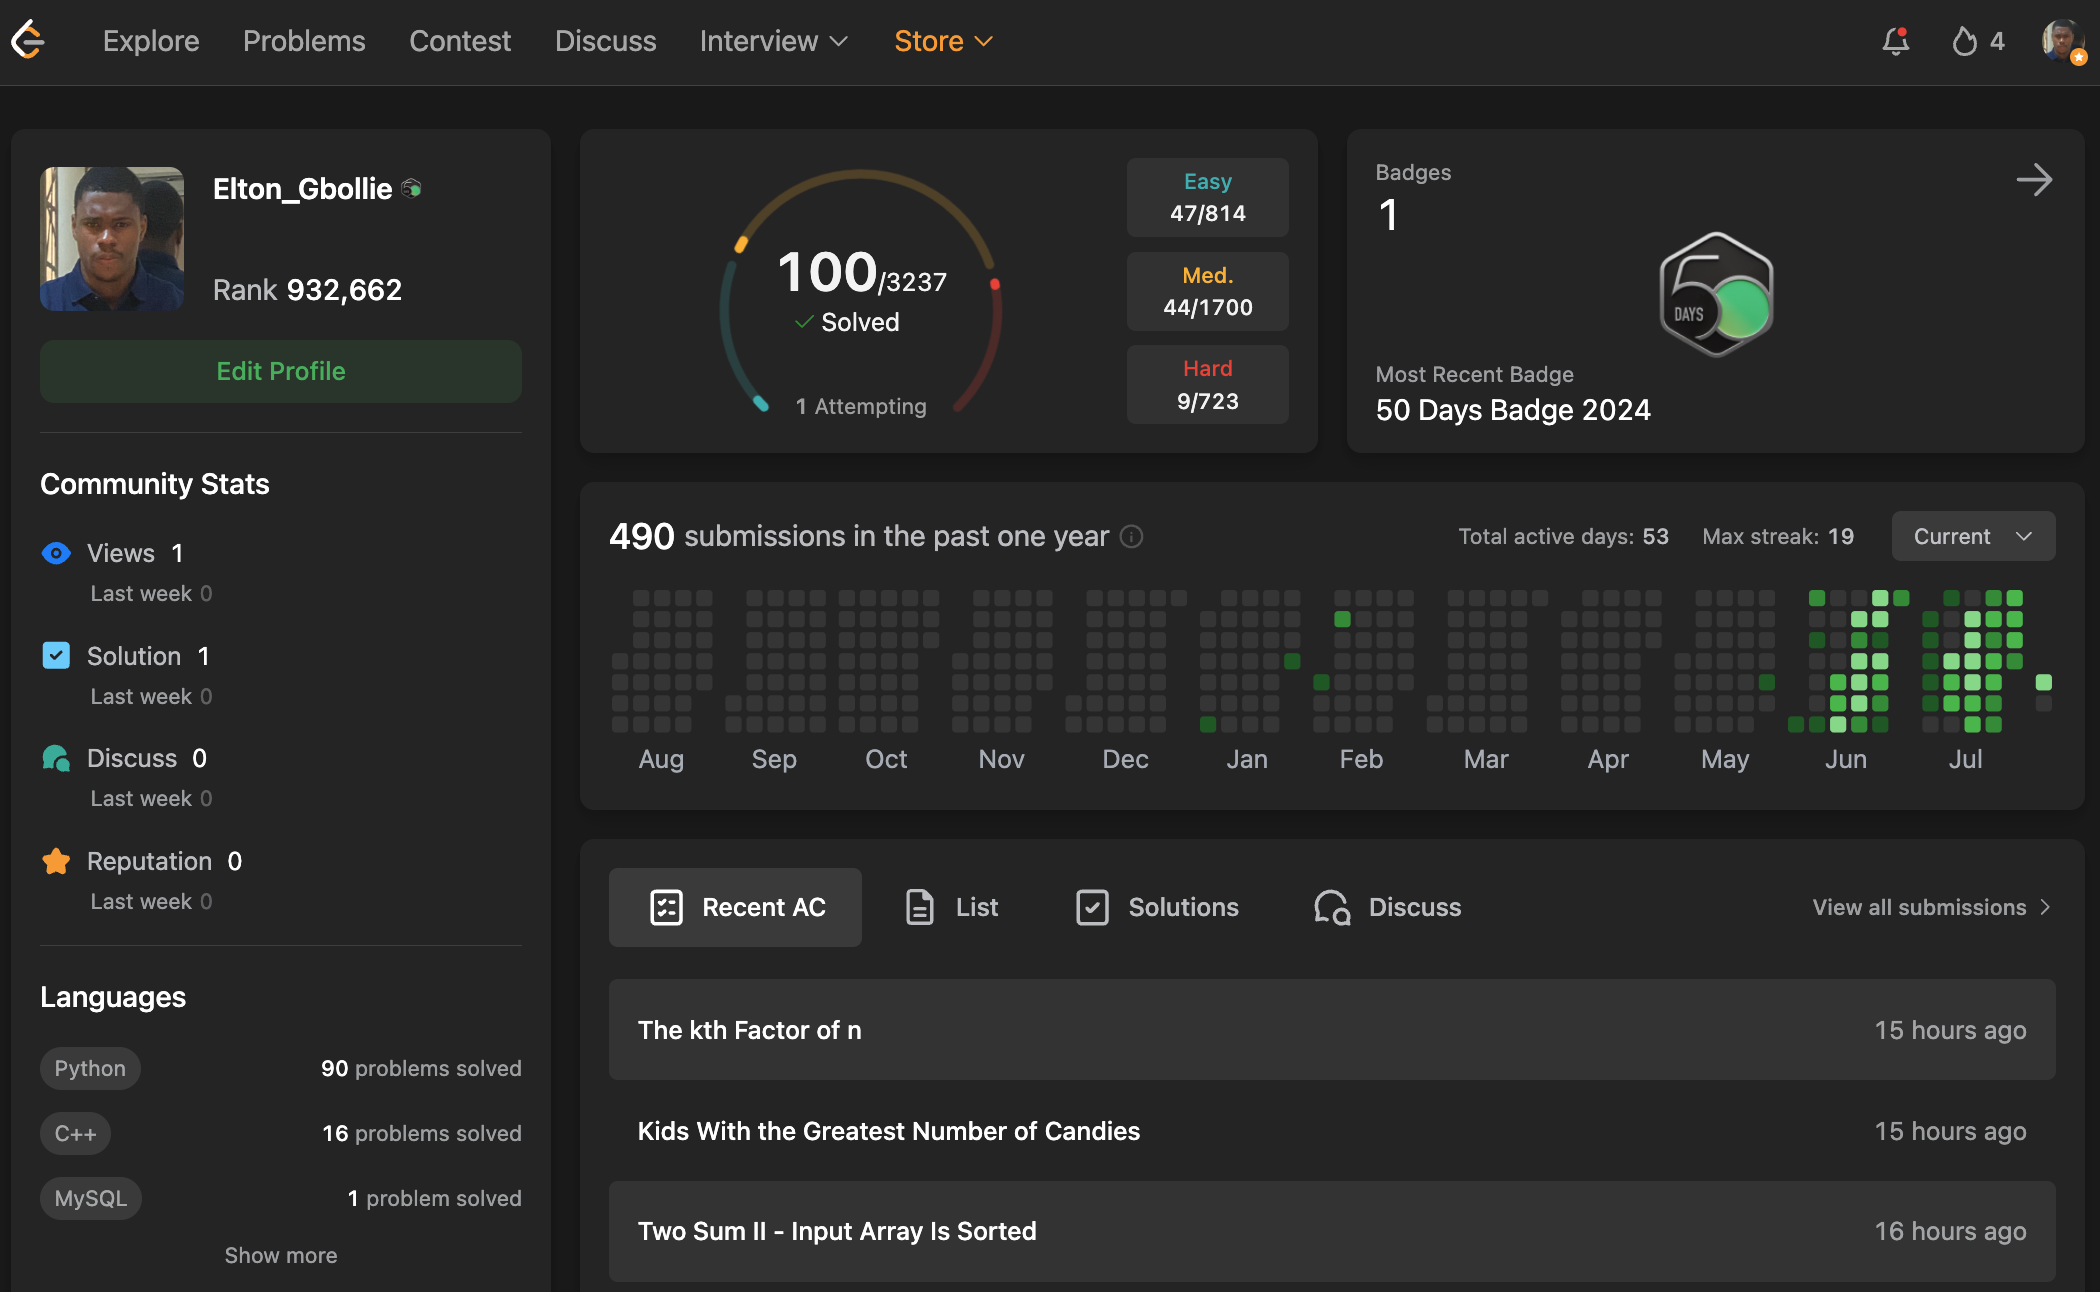 Explore Problems Contest Discuss Interview Store 4
Elton_Gbollie
Rank 932,662
Edit Profile
Community Stats
Views 1
Last week 0
Solution 1
Last week 0
Discuss 0
Last week 0
Reputation 0
Last week 0
Languages
Python 90 problems solved
C++ 16 problems solved
MySQL 1 problem solved
Show more
100/3237
Solved
1 Attempting
Easy
47/814
Med.
44/1700
Hard
9/723
Badges
1
50
DAYS
Most Recent Badge
50 Days Badge 2024
490 submissions in the past one year Total active days: 53 Max streak: 19 Current
Aug Sep Oct Nov Dec Jan Feb Mar Apr May Jun Jul
Recent AC List Solutions Discuss View all submissions
The kth Factor of n 15 hours ago
Kids With the Greatest Number of Candies 15 hours ago
Two Sum II - Input Array Is Sorted 16 hours ago